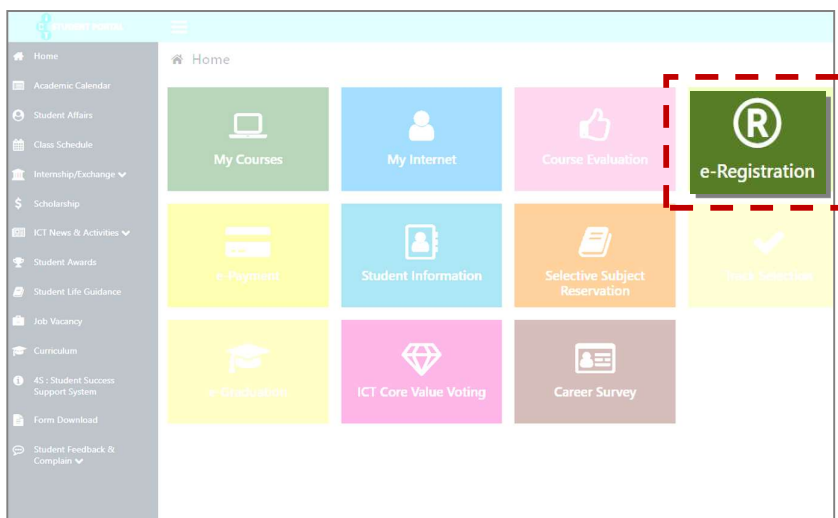 STUDENT PORTAL
Home
Academic Calendar
Student Affairs
Class Schedule
Internship/Exchange
Scholarship
ICT News & Activities
Student Awards
Student Life Guidance
Job Vacancy
Curriculum
4S : Student Success
Support System
Form Download
Student Feedback &
Complain
Home
My Courses
My Internet
Course Evaluation
®
e-Registration
e-Payment
Student Information
Selective Subject
Reservation
e-Graduation
ICT Core Value Voting
Career Survey